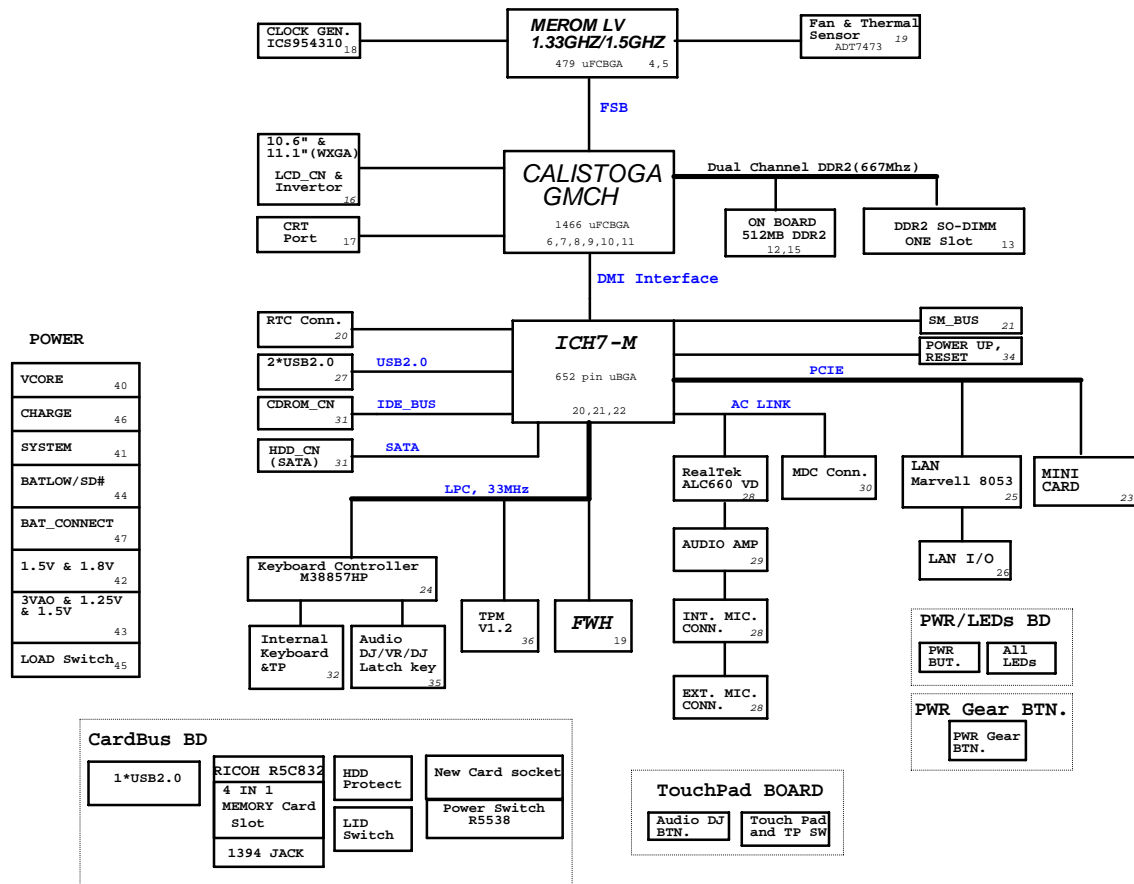 CLOCK GEN.
ICS954310
18
MEROM LV
1.33GHZ/1.5GHZ
479 uFCBGA 4,5
Fan & Thermal
Sensor 19
ADT7473
FSB
10.6" &
11.1"(WXGA)
LCD_CN &
Invertor
16
CALISTOGA
GMCH
1466 uFCBGA
6,7,8,9,10,11
Dual Channel DDR2(667Mhz)
ON BOARD
512MB DDR2
12,15
DDR2 SO-DIMM
ONE Slot
13
CRT
Port
17
DMI Interface
RTC Conn.
20
ICH7-M
652 pin uBGA
20,21,22
SM_BUS
21
POWER UP,
RESET
34
2*USB2.0
27
USB2.0
PCIE
CDROM_CN
31
IDE_BUS
AC LINK
HDD_CN
(SATA)
31
SATA
LPC, 33MHz
POWER
VCORE
40
CHARGE
46
SYSTEM
41
BATLOW/SD#
44
BAT_CONNECT
47
1.5V & 1.8V
42
3VAO & 1.25V
& 1.5V
43
LOAD Switch
45
RealTek
ALC660 VD
28
MDC Conn.
30
LAN
Marvell 8053
25
MINI
CARD
23
AUDIO AMP
29
LAN I/O
26
Keyboard Controller
M38857HP
24
Internal
Keyboard
&TP
32
Audio
DJ/VR/DJ
Latch key
35
TPM
V1.2
36
FWH
19
INT. MIC.
CONN.
28
EXT. MIC.
CONN.
28
PWR/LEDs BD
PWR
BUT.
All
LEDs
PWR Gear BTN.
PWR Gear
BTN.
CardBus BD
1*USB2.0
RICOH R5C832
4 IN 1
MEMORY Card
Slot
1394 JACK
HDD
Protect
LID
Switch
New Card socket
Power Switch
R5538
TouchPad BOARD
Audio DJ
BTN.
Touch Pad
and TP SW